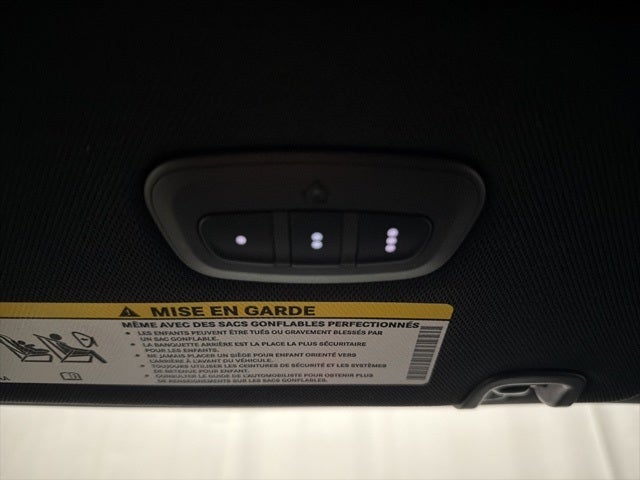 MISE EN GARDE
MÊME AVEC DES SACS GONFLABLES PERFECTIONNÉS
• LES ENFANTS PEUVENT ÊTRE TUÉS OU GRAVEMENT BLESSÉS PAR
UN SAC GONFLABLE.
• LA BANQUETTE ARRIÈRE EST LA PLACE LA PLUS SÉCURITAIRE
POUR LES ENFANTS.
• NE JAMAIS PLACER UN SIÈGE POUR ENFANT ORIENTÉ VERS
L'ARRIÈRE À L'AVANT DU VÉHICULE.
• TOUJOURS UTILISER LES CEINTURES DE SÉCURITÉ ET LES SYSTÈMES
DE RETENUE POUR ENFANT.
• CONSULTER LE GUIDE DE L'AUTOMOBILISTE POUR OBTENIR PLUS
DE RENSEIGNEMENTS SUR LES SACS GONFLABLES.